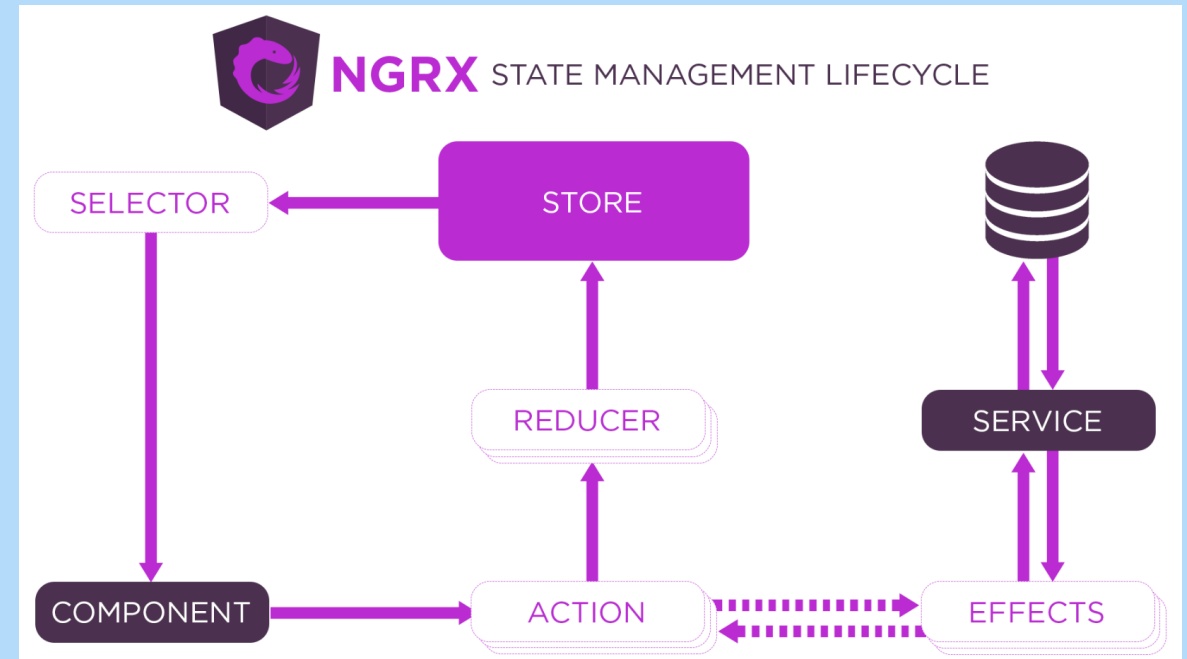 NGRX STATE MANAGEMENT LIFECYCLE
SELECTOR
STORE
REDUCER
SERVICE
COMPONENT
ACTION
EFFECTS